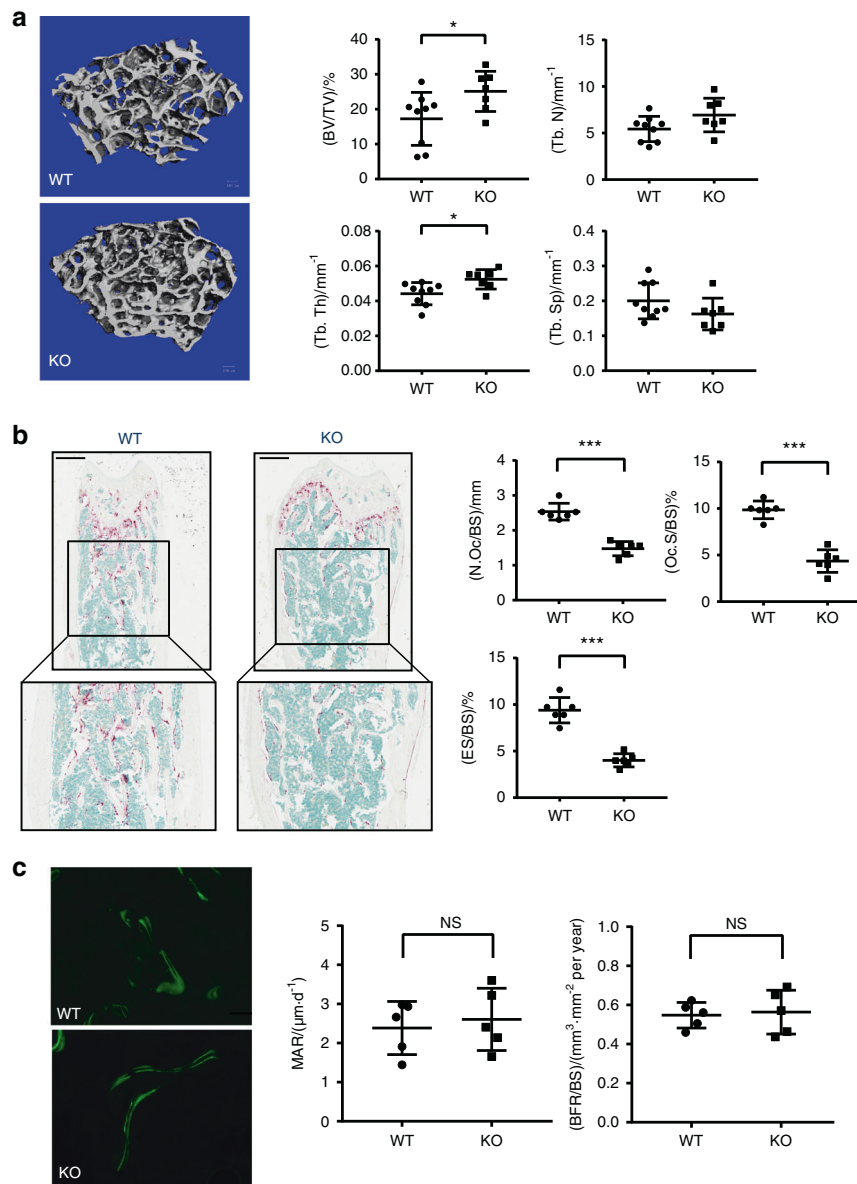 a
WT
KO
(BV/TV)/%
40
30
20
10
0
*
WT KO
(Tb. N)/mm⁻¹
15
10
5
0
WT KO
(Tb. Th)/mm⁻¹
0.08
0.06
0.04
0.02
0.00
*
WT KO
(Tb. Sp)/mm⁻¹
0.4
0.3
0.2
0.1
0.0
WT KO
b
WT KO
(N.Oc/BS)/mm
4
3
2
1
0
***
WT KO
(Oc.S/BS)%
15
10
5
0
***
WT KO
(ES/BS)/%
15
10
5
0
***
WT KO
c
WT
KO
MAR/(μm·d⁻¹)
5
4
3
2
1
0
NS
WT KO
(BFR/BS)/(mm³·mm⁻² per year)
1.0
0.8
0.6
0.4
0.2
0.0
NS
WT KO